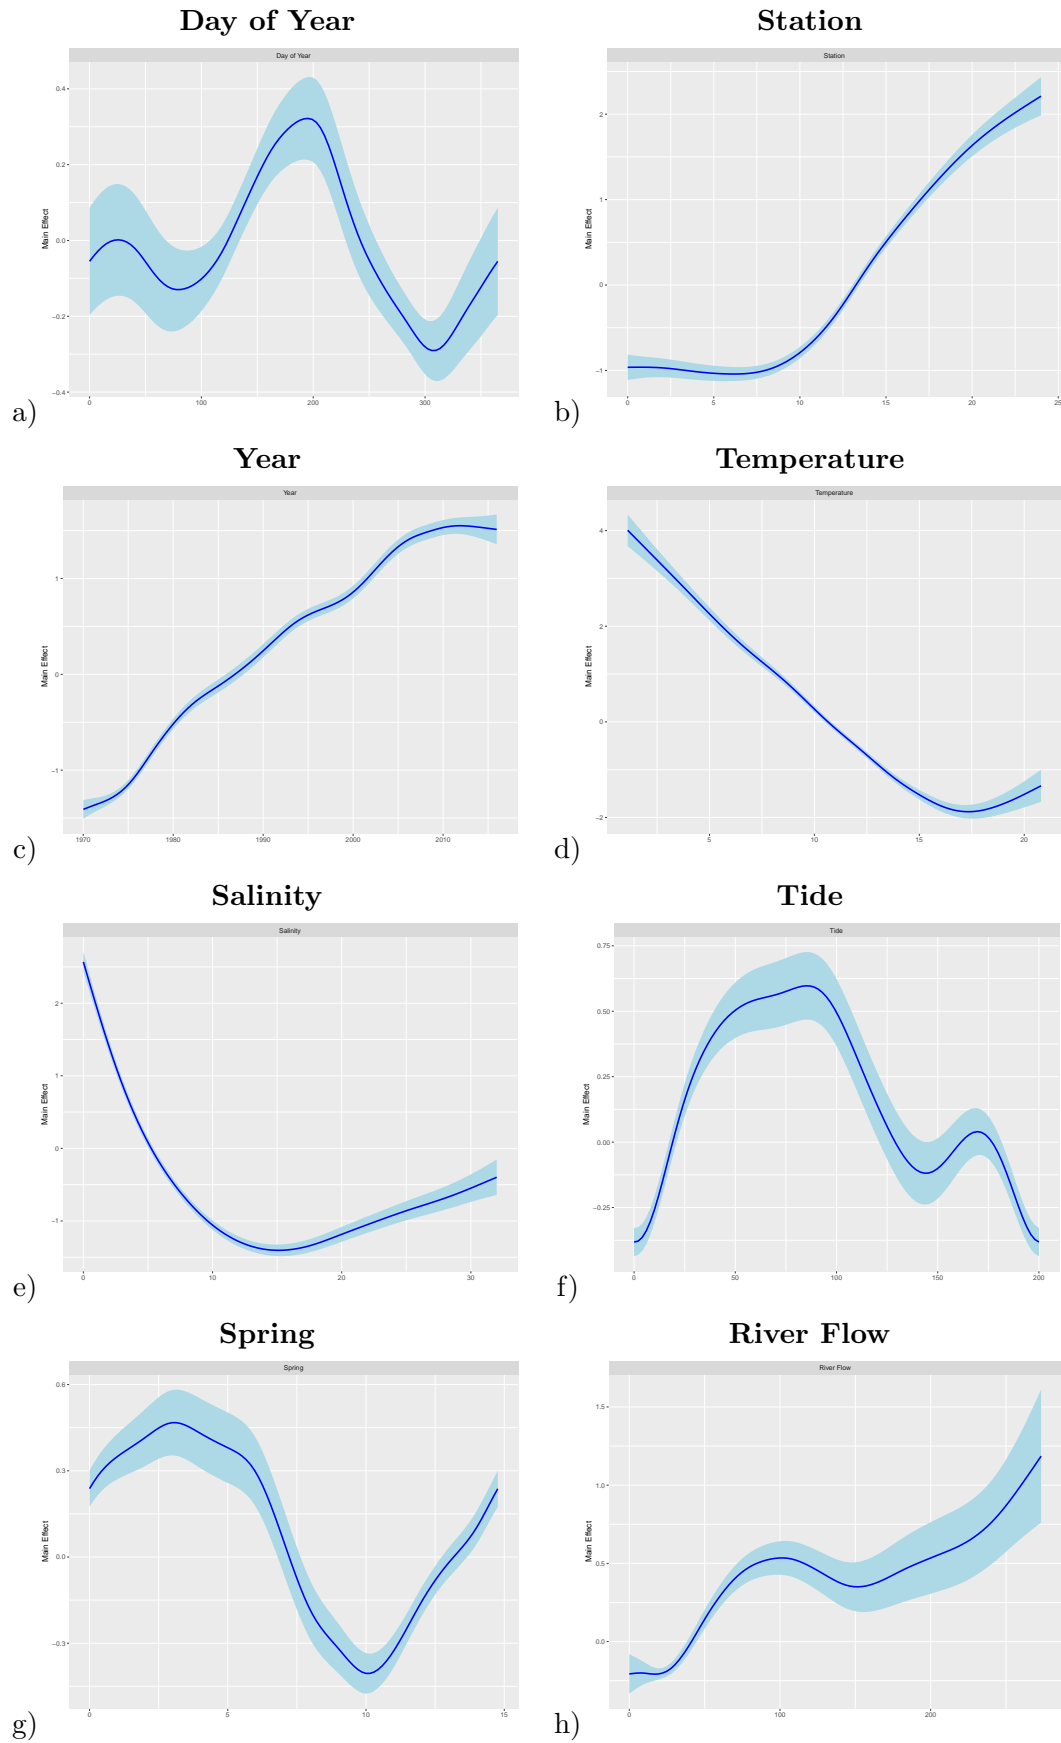 Day of Year
Station
Day of Year
Station
Main Effect
0.4
0.2
0.0
−0.2
−0.4
0
100
200
300
Main Effect
2
1
0
−1
0
5
10
15
20
25
a)
b)
Year
Temperature
Year
Temperature
Main Effect
1
0
−1
1970
1980
1990
2000
2010
Main Effect
4
2
0
−2
5
10
15
20
c)
d)
Salinity
Tide
Salinity
Tide
Main Effect
2
1
0
−1
0
10
20
30
Main Effect
0.75
0.50
0.25
0.00
−0.25
0
50
100
150
200
e)
f)
Spring
River Flow
Spring
River Flow
Main Effect
0.6
0.3
0.0
−0.3
0
5
10
15
Main Effect
1.5
1.0
0.5
0.0
0
100
200
g)
h)